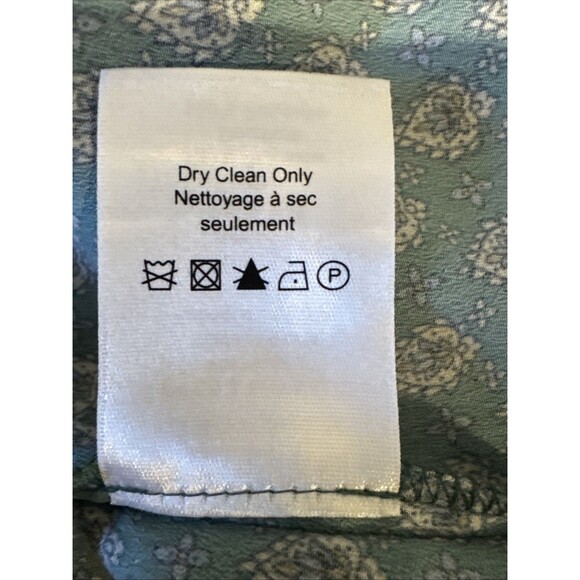 Dry Clean Only
Nettoyage à sec
seulement
P